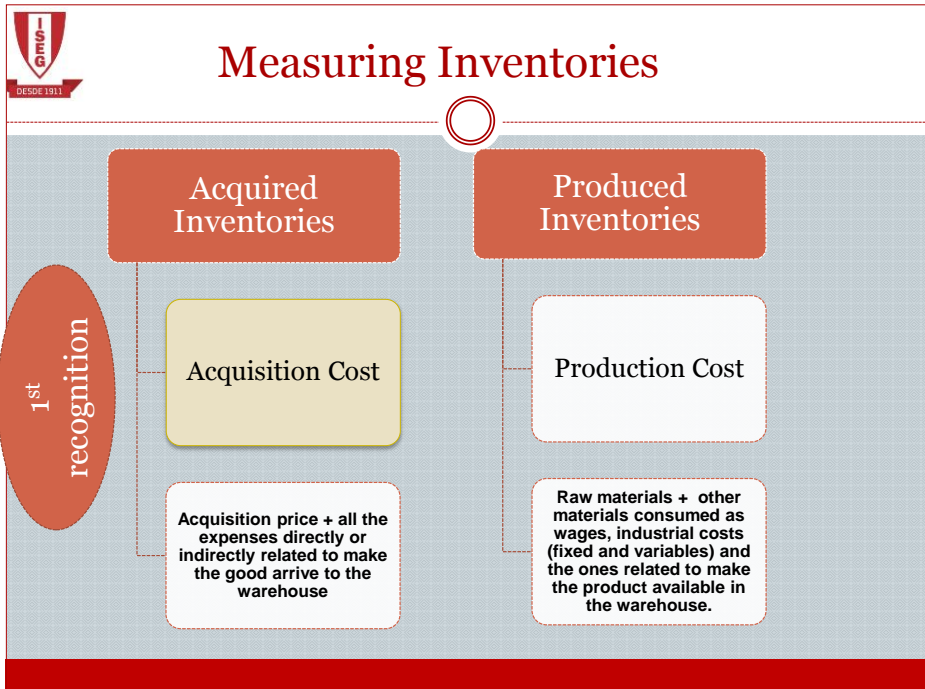 ISEG
DESDE 1911
Measuring Inventories
Acquired
Inventories
Produced
Inventories
1st
recognition
Acquisition Cost
Production Cost
Acquisition price + all the
expenses directly or
indirectly related to make
the good arrive to the
warehouse
Raw materials + other
materials consumed as
wages, industrial costs
(fixed and variables) and
the ones related to make
the product available in
the warehouse.